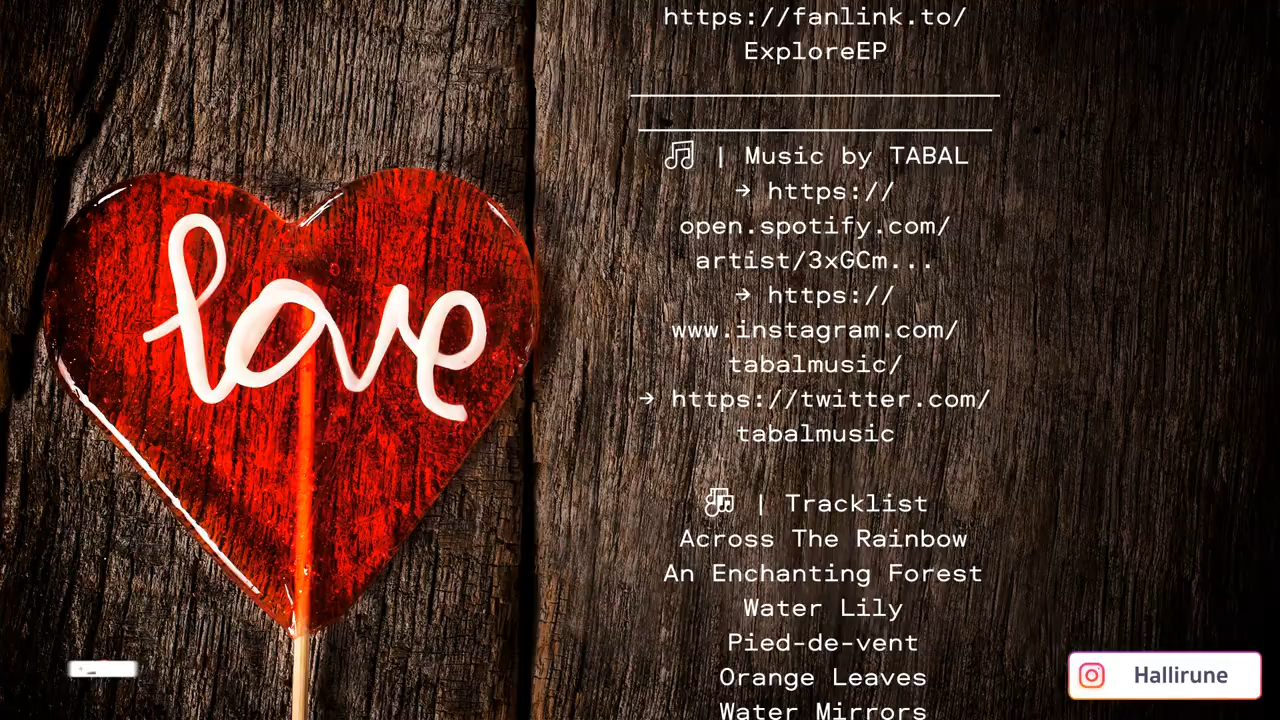 https://fanlink.to/
ExploreEP
| Music by TABAL
→ https://
open.spotify.com/
artist/3xGCm...
→ https://
www.instagram.com/
tabalmusic/
→ https://twitter.com/
tabalmusic
love
| Tracklist
Across The Rainbow
An Enchanting Forest
Water Lily
Pied-de-vent
Orange Leaves
Water Mirrors
Hallirune